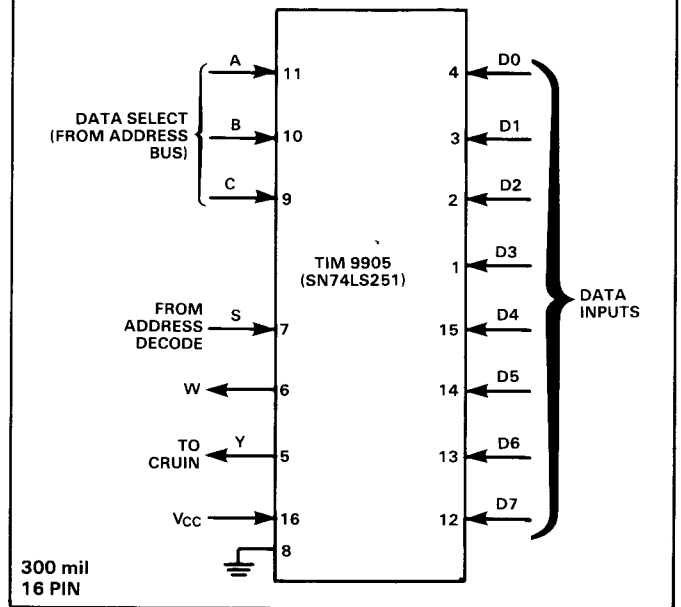 A
11
4
D0
DATA SELECT
(FROM ADDRESS
BUS)
B
10
3
D1
C
9
2
D2
TIM 9905
(SN74LS251)
1
D3
DATA
INPUTS
FROM
ADDRESS
DECODE
S
7
15
D4
W
6
14
D5
TO
CRUIN
Y
5
13
D6
VCC
16
12
D7
8
300 mil
16 PIN